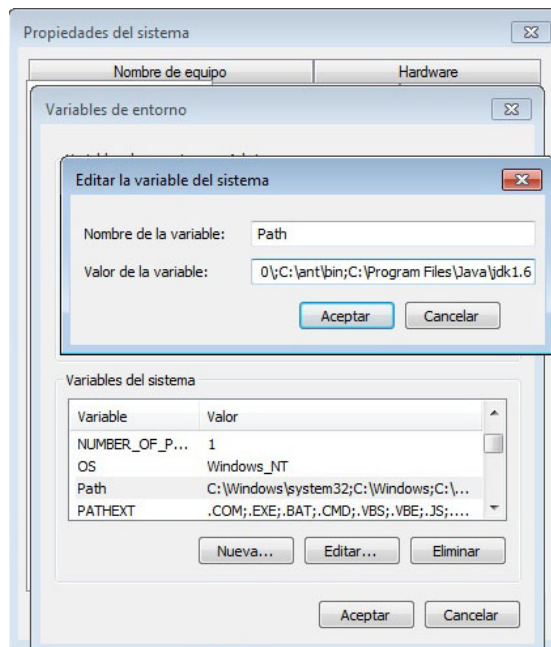 Propiedades del sistema
Nombre de equipo Hardware
Variables de entorno
Editar la variable del sistema
Nombre de la variable: Path
Valor de la variable: 0\;C:\ant\bin;C:\Program Files\Java\jdk1.6
Aceptar Cancelar
Variables del sistema
Variable Valor
NUMBER_OF_P... 1
OS Windows_NT
Path C:\Windows\system32;C:\Windows;C:\...
PATHEXT .COM;.EXE;.BAT;.CMD;.VBS;.VBE;.JS;....
Nueva... Editar... Eliminar
Aceptar Cancelar